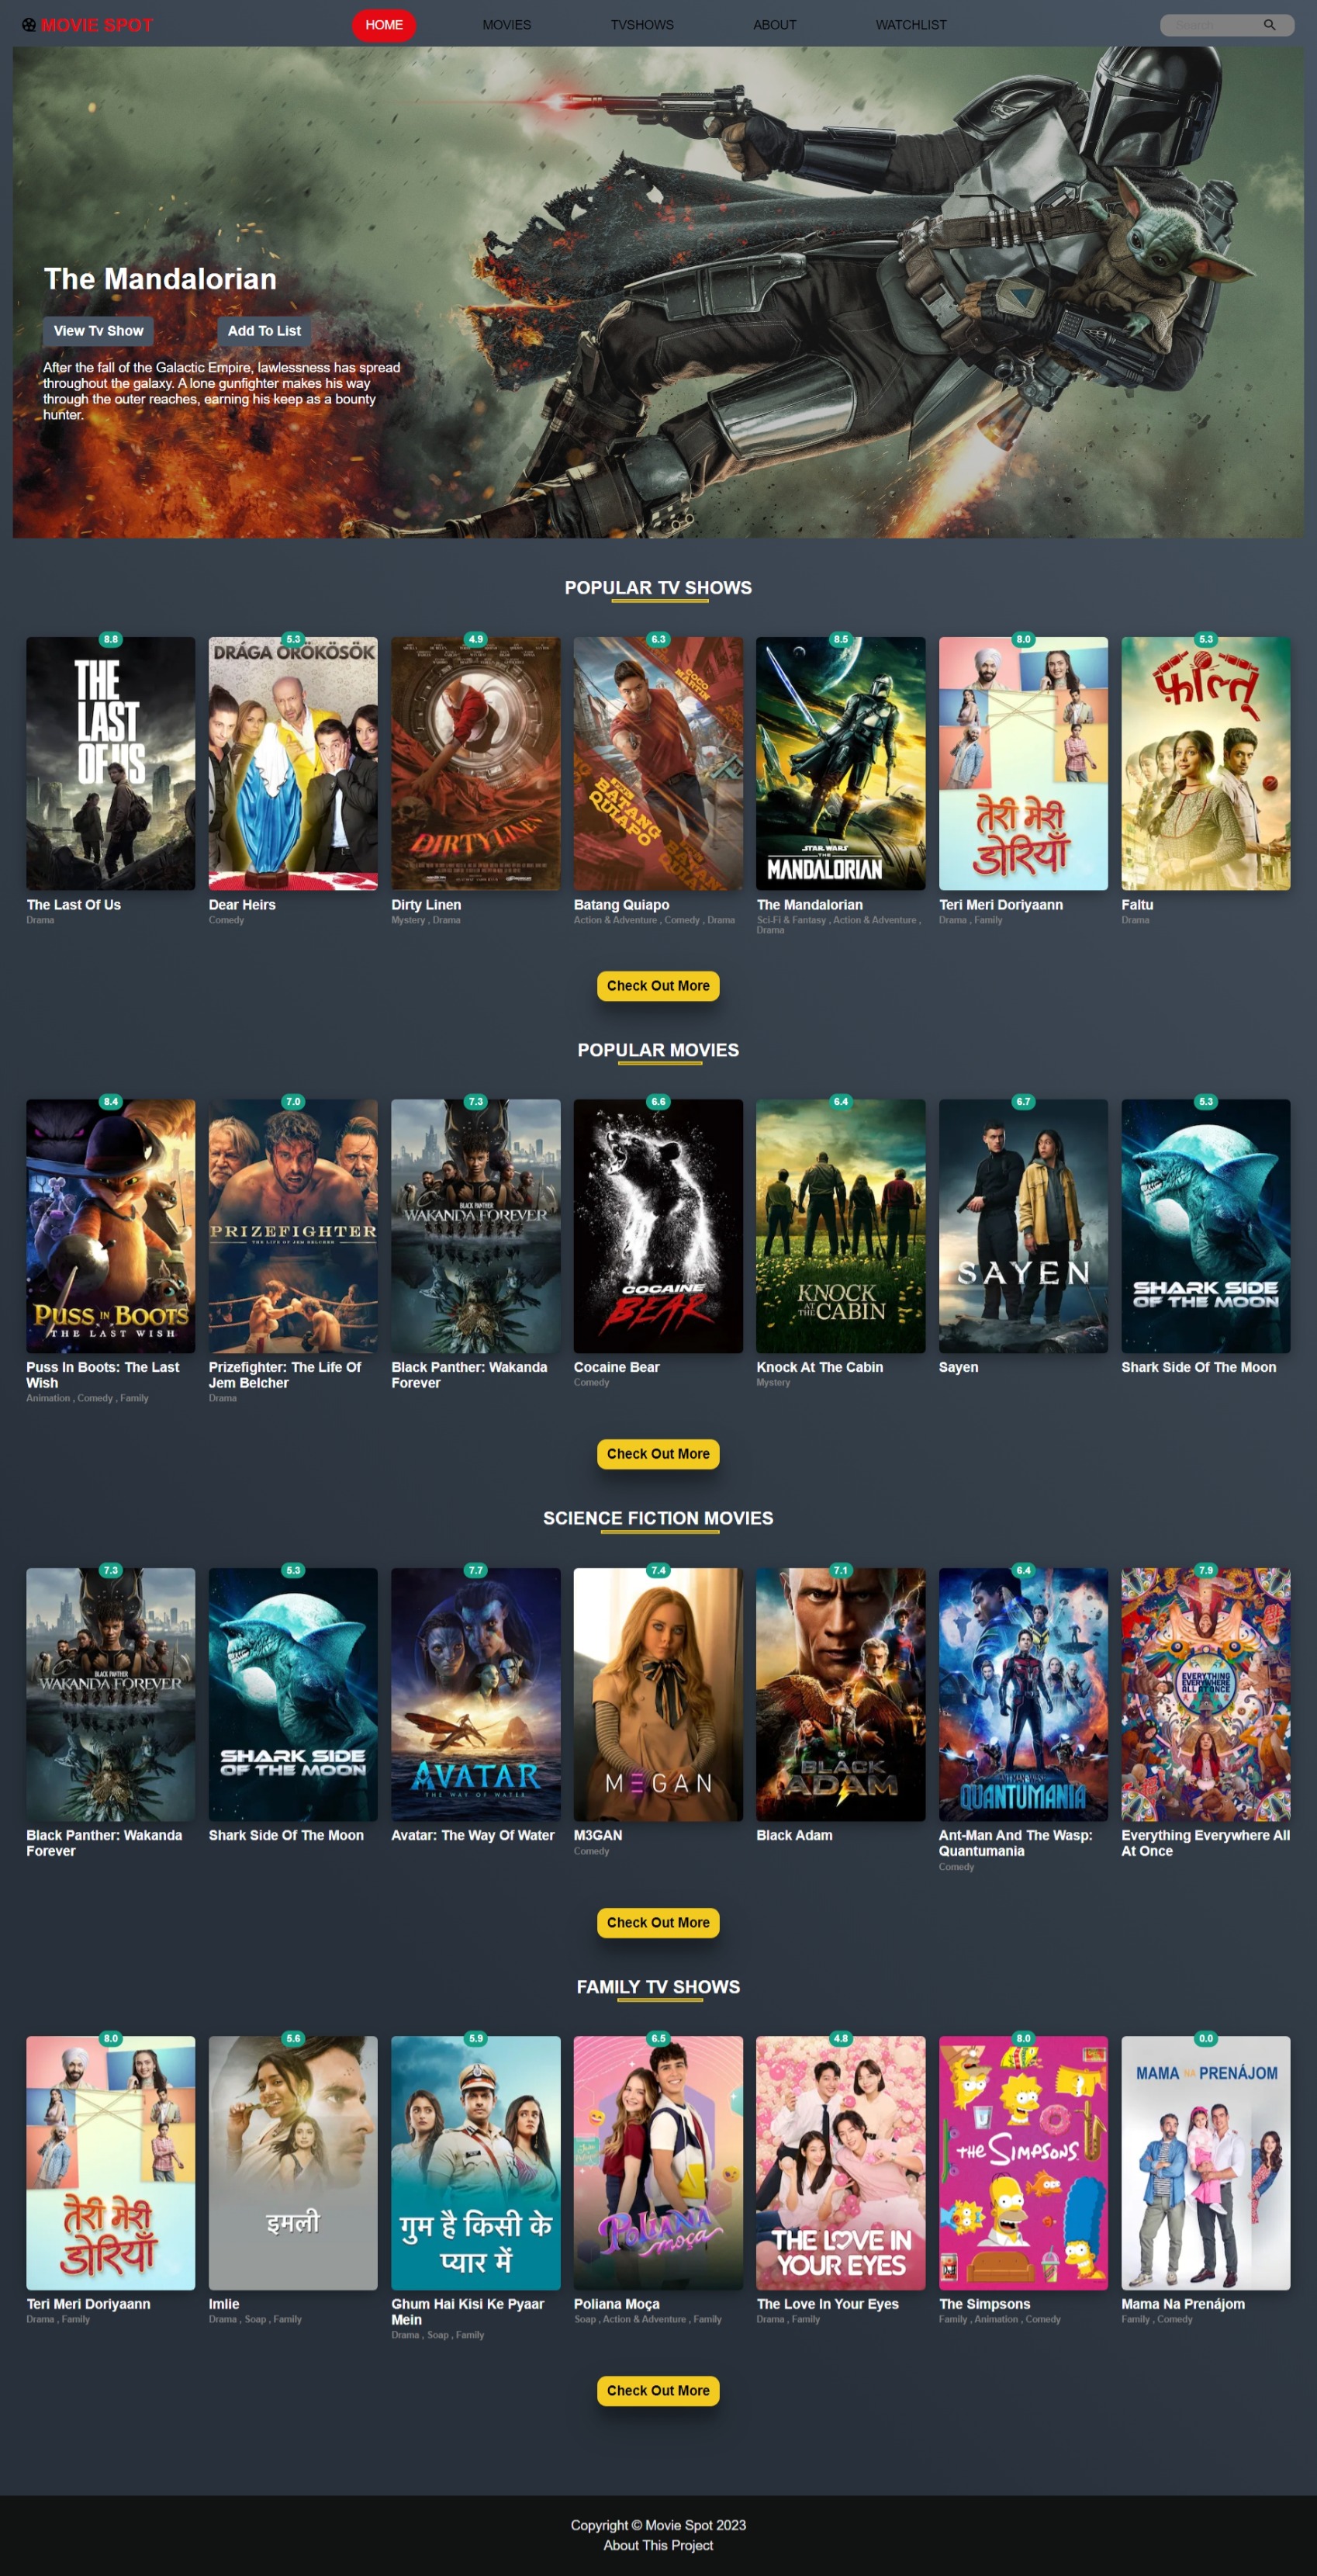 MOVIE SPOT
HOME
MOVIES
TVSHOWS
ABOUT
WATCHLIST
Search
The Mandalorian
View Tv Show
Add To List
After the fall of the Galactic Empire, lawlessness has spread
throughout the galaxy. A lone gunfighter makes his way
through the outer reaches, earning his keep as a bounty
hunter.
POPULAR TV SHOWS
8.8
THE
LAST
OF US
The Last Of Us
Drama
5.3
DRÁGA ÖRÖKÖSÖK
Dear Heirs
Comedy
4.9
DIRTY LINEN
Dirty Linen
Mystery , Drama
6.3
COCO
MARTIN
BATANG
QUIAPO
Batang Quiapo
Action & Adventure , Comedy , Drama
8.5
STAR WARS
THE
MANDALORIAN
The Mandalorian
Sci-Fi & Fantasy , Action & Adventure ,
Drama
8.0
तेरी मेरी
डोरियाँ
Teri Meri Doriyaann
Drama , Family
5.3
फ़ालतू
Faltu
Drama
Check Out More
POPULAR MOVIES
8.4
PUSS IN BOOTS
THE LAST WISH
Puss In Boots: The Last
Wish
Animation , Comedy , Family
7.0
PRIZEFIGHTER
THE LIFE OF JEM BELCHER
Prizefighter: The Life Of
Jem Belcher
Drama
7.3
BLACK PANTHER
WAKANDA FOREVER
Black Panther: Wakanda
Forever
6.6
COCAINE
BEAR
Cocaine Bear
Comedy
6.4
KNOCK
AT THE CABIN
Knock At The Cabin
Mystery
6.7
SAYEN
Sayen
5.3
SHARK SIDE
OF THE MOON
Shark Side Of The Moon
Check Out More
SCIENCE FICTION MOVIES
7.3
BLACK PANTHER
WAKANDA FOREVER
Black Panther: Wakanda
Forever
5.3
SHARK SIDE
OF THE MOON
Shark Side Of The Moon
7.7
AVATAR
THE WAY OF WATER
Avatar: The Way Of Water
7.4
M3GAN
M3GAN
Comedy
7.1
BLACK
ADAM
Black Adam
6.4
QUANTUMANIA
Ant-Man And The Wasp:
Quantumania
Comedy
7.9
EVERYTHING
EVERYWHERE
ALL AT ONCE
Everything Everywhere All
At Once
Check Out More
FAMILY TV SHOWS
8.0
तेरी मेरी
डोरियाँ
Teri Meri Doriyaann
Drama , Family
5.6
इमली
Imlie
Drama , Soap , Family
5.9
गुम है किसी के
प्यार में
Ghum Hai Kisi Ke Pyaar
Mein
Drama , Soap , Family
6.5
POLIANA
moça
Poliana Moça
Soap , Action & Adventure , Family
4.8
THE LOVE IN
YOUR EYES
The Love In Your Eyes
Drama , Family
8.0
THE SIMPSONS
The Simpsons
Family , Animation , Comedy
0.0
MAMA NA PRENÁJOM
Mama Na Prenájom
Family , Comedy
Check Out More
Copyright © Movie Spot 2023
About This Project